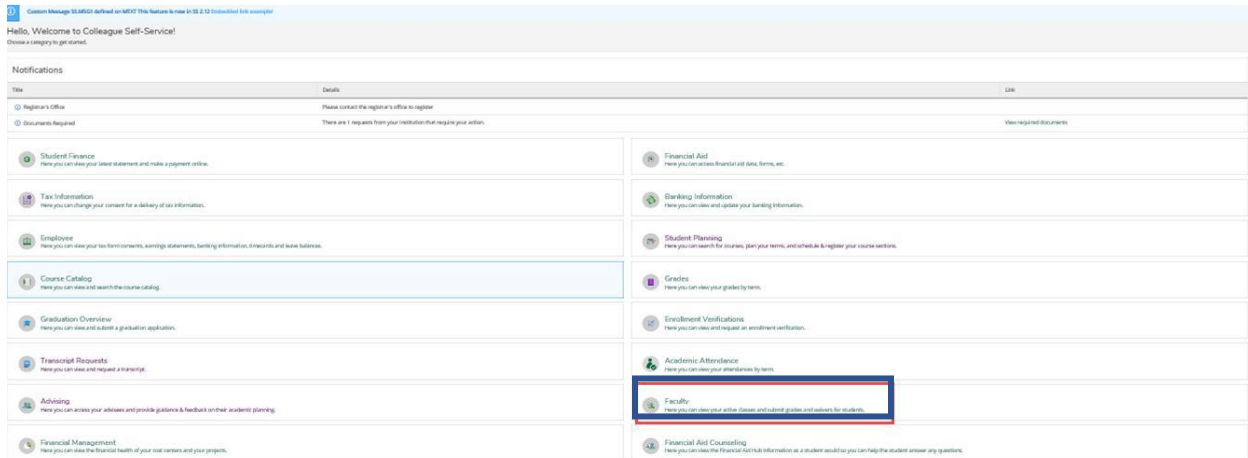 Custom Message SS.MSG1 defined on MTXT This feature is new in SS 2.12 Embedded link example!
Hello, Welcome to Colleague Self-Service!
Choose a category to get started.
Notifications
Title Details Link
Registrar's Office Please contact the registrar's office to register
Documents Required There are 1 requests from your institution that require your action. View required documents
Student Finance
Here you can view your latest statement and make a payment online.
Financial Aid
Here you can access financial aid data, forms, etc.
Tax Information
Here you can change your consent for e-delivery of tax information.
Banking Information
Here you can view and update your banking information.
Employee
Here you can view your tax form consents, earnings statements, banking information, timecards and leave balances.
Student Planning
Here you can search for courses, plan your terms, and schedule & register your course sections.
Course Catalog
Here you can view and search the course catalog.
Grades
Here you can view your grades by term.
Graduation Overview
Here you can view and submit a graduation application.
Enrollment Verifications
Here you can view and request an enrollment verification.
Transcript Requests
Here you can view and request a transcript.
Academic Attendance
Here you can view your attendances by term
Advising
Here you can access your advisees and provide guidance & feedback on their academic planning.
Faculty
Here you can view your active classes and submit grades and waivers for students.
Financial Management
Here you can view the financial health of your cost centers and your projects.
Financial Aid Counseling
Here you can view the Financial Aid Hub information as a student would so you can help the student answer any questions.